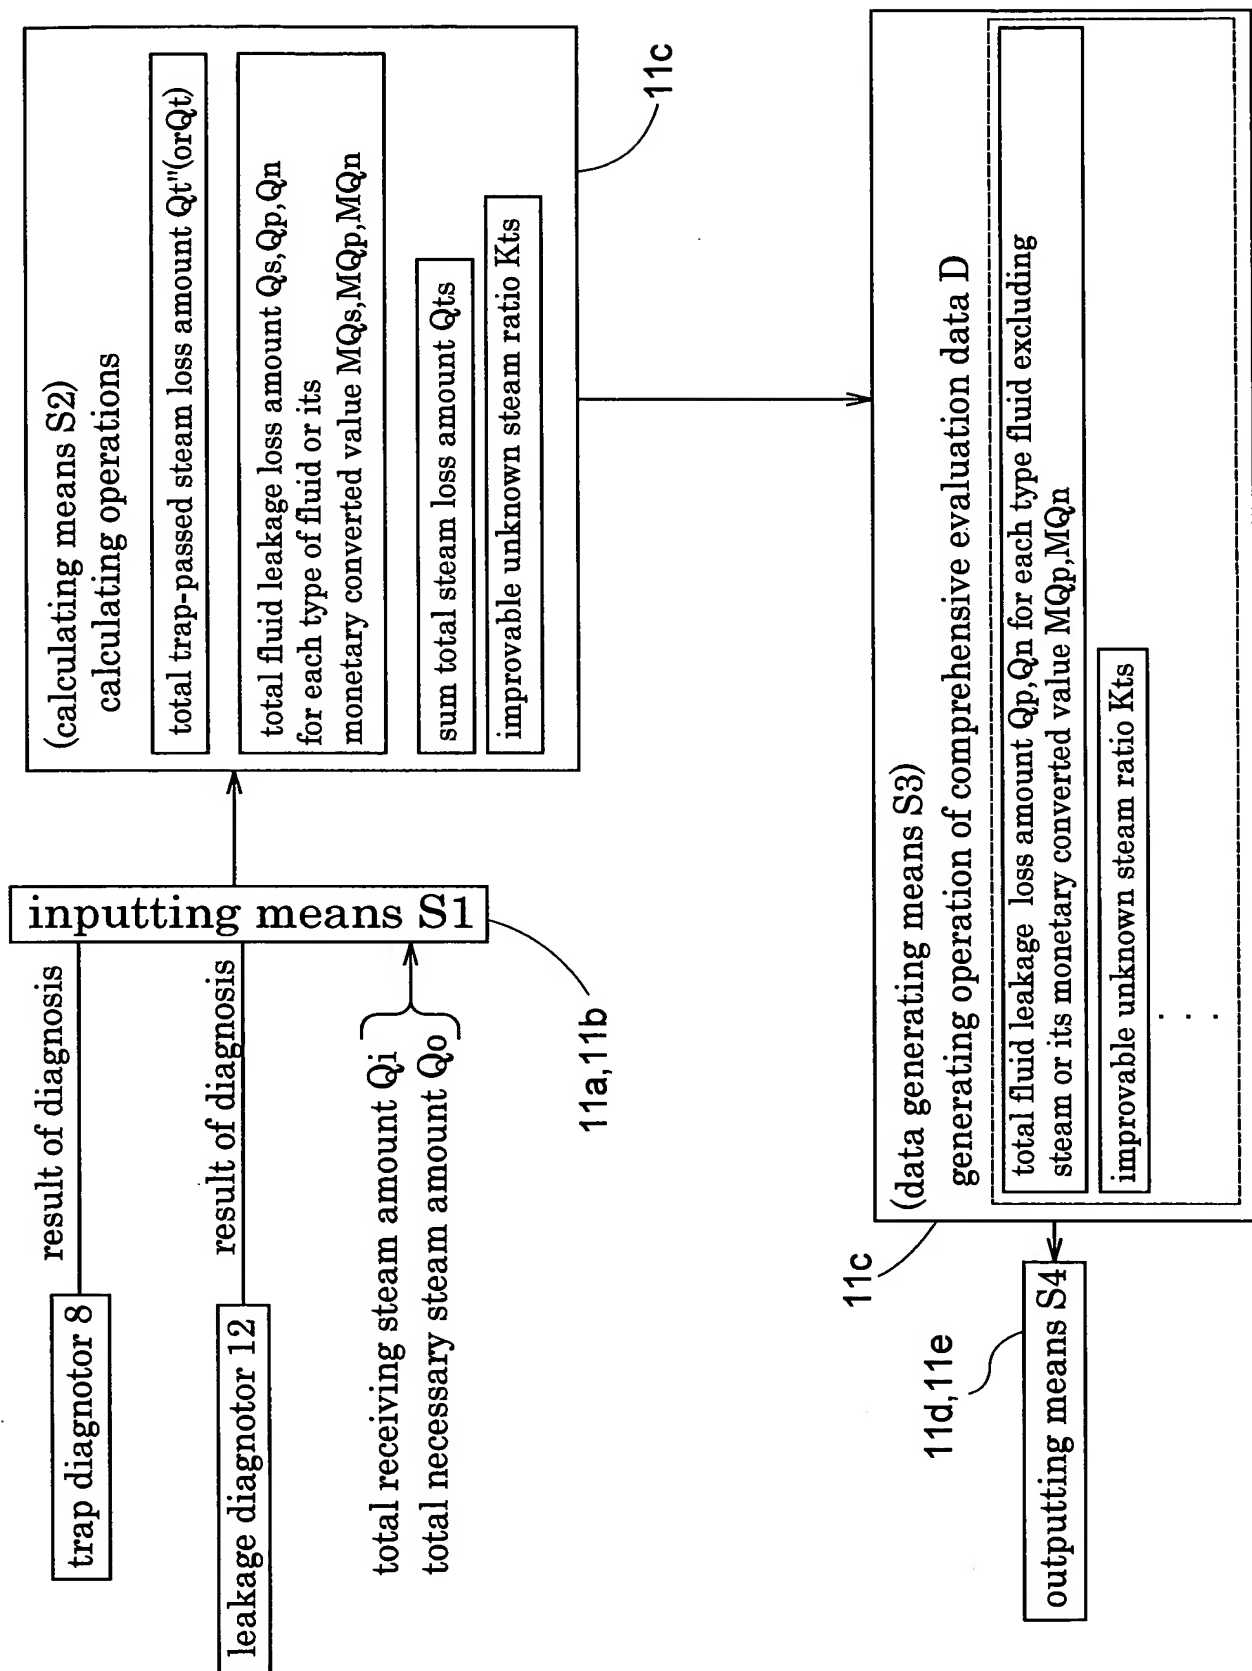 trap diagnotor 8
result of diagnosis
leakage diagnotor 12
result of diagnosis
total receiving steam amount Qi
total necessary steam amount Qo
inputting means S1
11a,11b
(calculating means S2)
calculating operations
total trap-passed steam loss amount Qt"(orQt)
total fluid leakage loss amount Qs,Qp,Qn
for each type of fluid or its
monetary converted value MQs,MQp,MQn
sum total steam loss amount Qts
improvable unknown steam ratio Kts
11c
(data generating means S3)
generating operation of comprehensive evaluation data D
total fluid leakage loss amount Qp,Qn for each type fluid excluding
steam or its monetary converted value MQp,MQn
improvable unknown steam ratio Kts
. . .
11c
outputting means S4
11d,11e